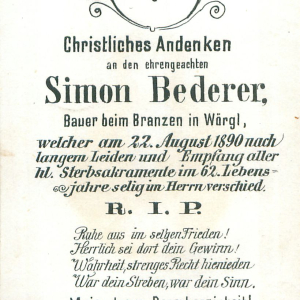 Christliches Andenken
an den ehrengeachten
Simon Bederer,
Bauer beim Branzen in Wörgl,
welcher am 22. August 1890 nach
langem Leiden und Empfang aller
hl. Sterbsakramente im 62. Lebens-
jahre selig im Herrn verschied.
R. I. P.
Ruhe aus im selgen Frieden!
Herrlich sei dort dein Gewinn!
Wahrheit, strenges Recht hienieden
War dein Streben, war dein Sinn.